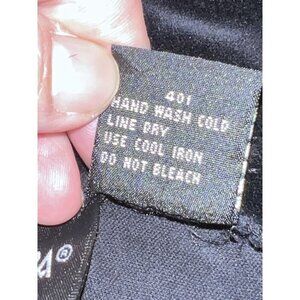 401
HAND WASH COLD
LINE DRY
USE COOL IRON
DO NOT BLEACH